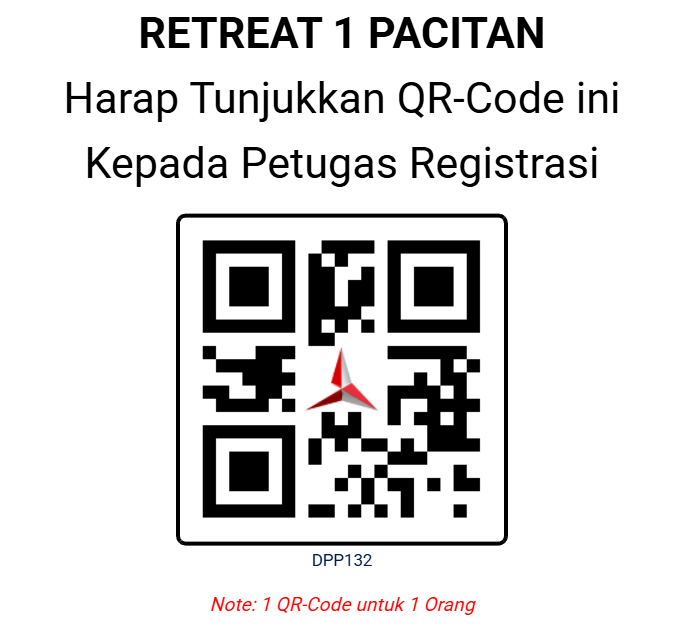 RETREAT 1 PACITAN
Harap Tunjukkan QR-Code ini
Kepada Petugas Registrasi
DPP132
Note: 1 QR-Code untuk 1 Orang